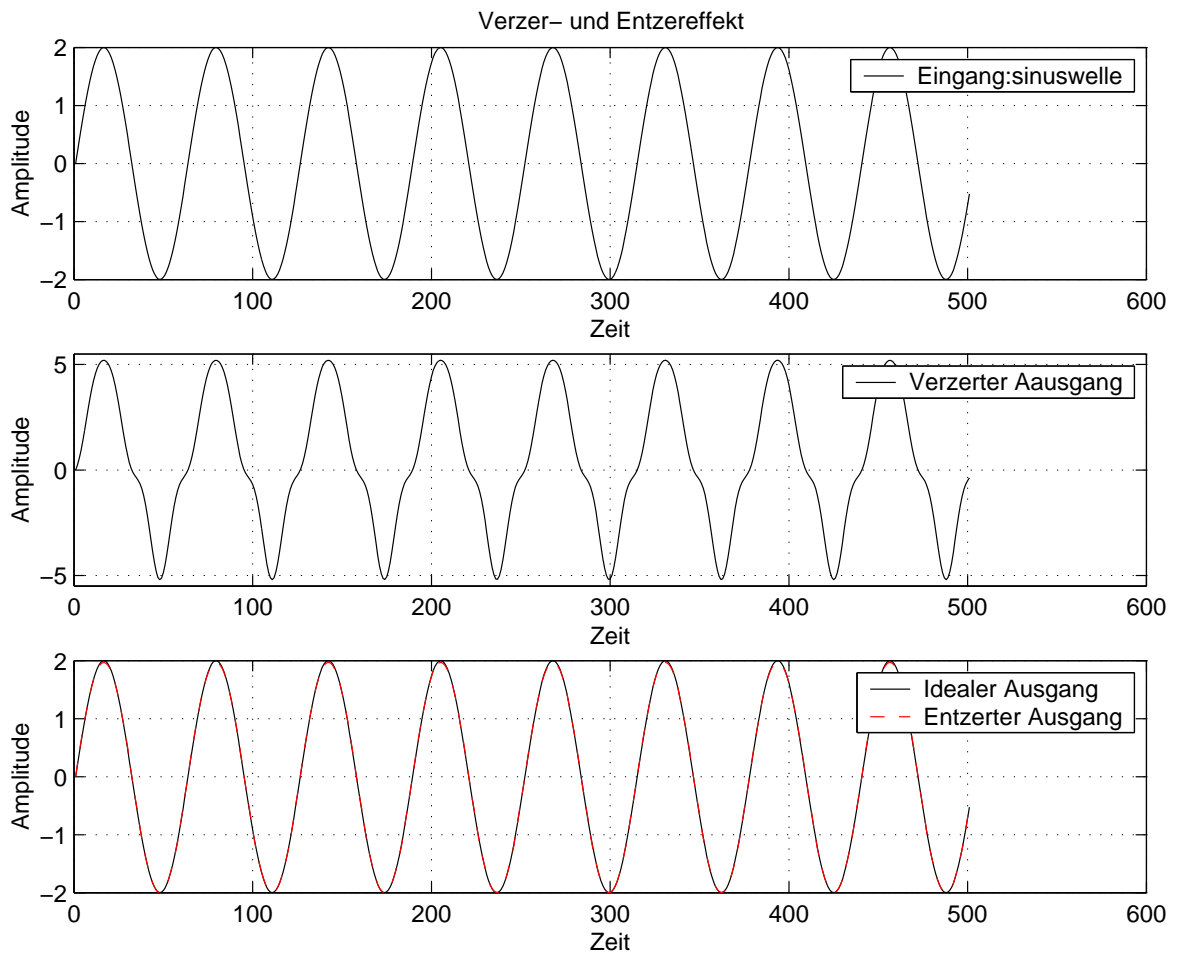 Verzer− und Entzereffekt
2
1
0
−1
−2
Amplitude
Eingang:sinuswelle
0 100 200 300 400 500 600
Zeit
5
0
−5
Amplitude
Verzerter Aausgang
0 100 200 300 400 500 600
Zeit
2
1
0
−1
−2
Amplitude
Idealer Ausgang
Entzerter Ausgang
0 100 200 300 400 500 600
Zeit